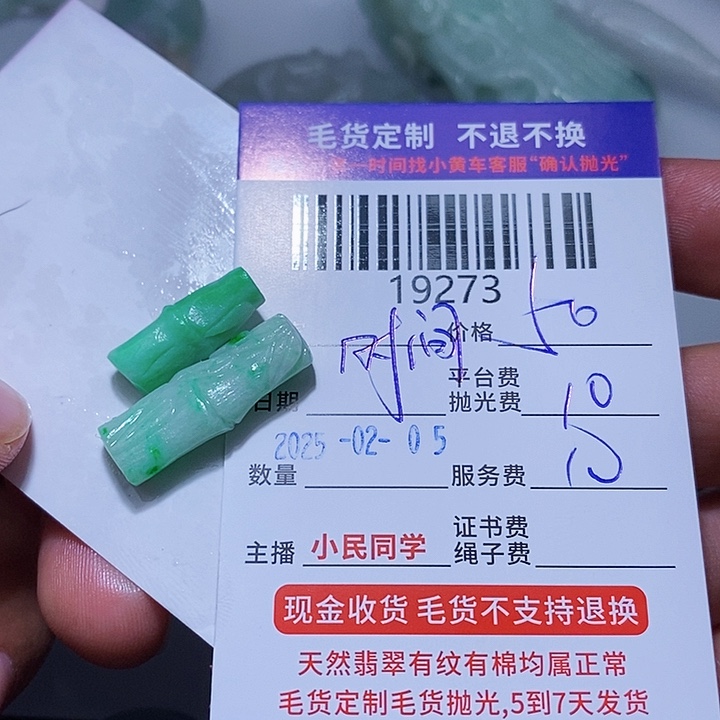 毛货定制 不退不换
一时间找小黄车客服“确认抛光”
19273
时间
价格 50
平台费
日期
抛光费 10
2025-02-05
数量
服务费 10
证书费
主播 小民同学
绳子费
现金收货 毛货不支持退换
天然翡翠有纹有棉均属正常
毛货定制毛货抛光,5到7天发货